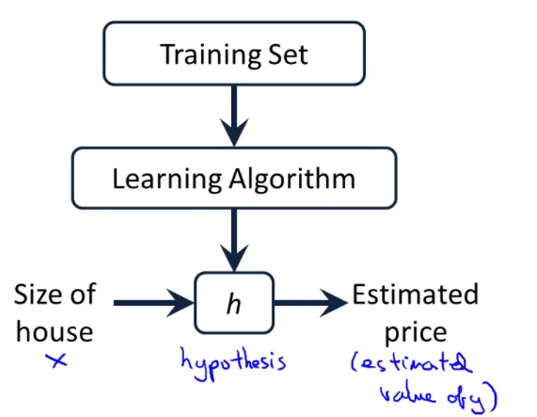 Training Set
Learning Algorithm
Size of
house
x
h
hypothesis
Estimated
price
(estimated
value of y)